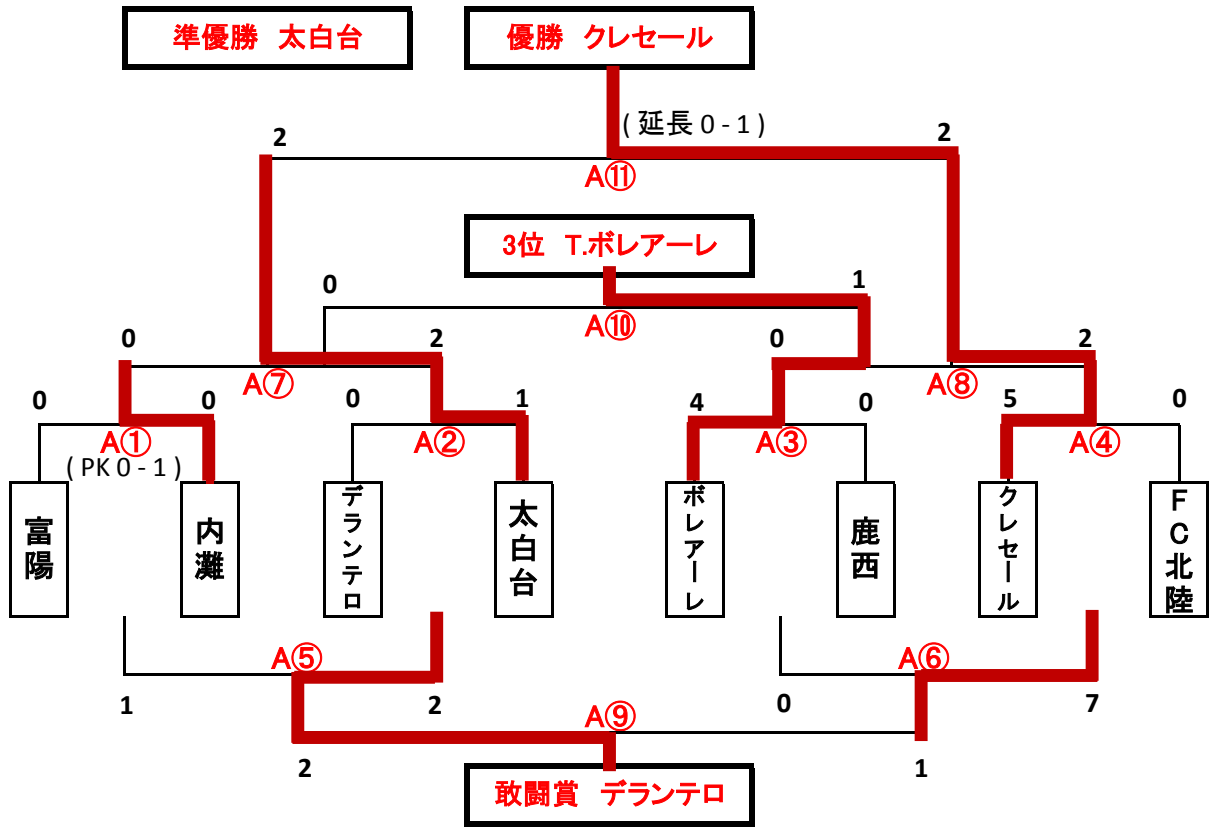 準優勝 太白台
優勝 クレセール
(延長 0 - 1)
2
2
A⑪
3位 T.ボレアーレ
0
1
A⑩
0
2
0
2
A⑦
A⑧
0
0
0
1
4
0
5
0
A①
A②
A③
A④
(PK 0 - 1)
富陽
内灘
デランテロ
太白台
ボレアーレ
鹿西
クレセール
FC北陸
A⑤
A⑥
1
2
0
7
A⑨
2
1
敢闘賞 デランテロ